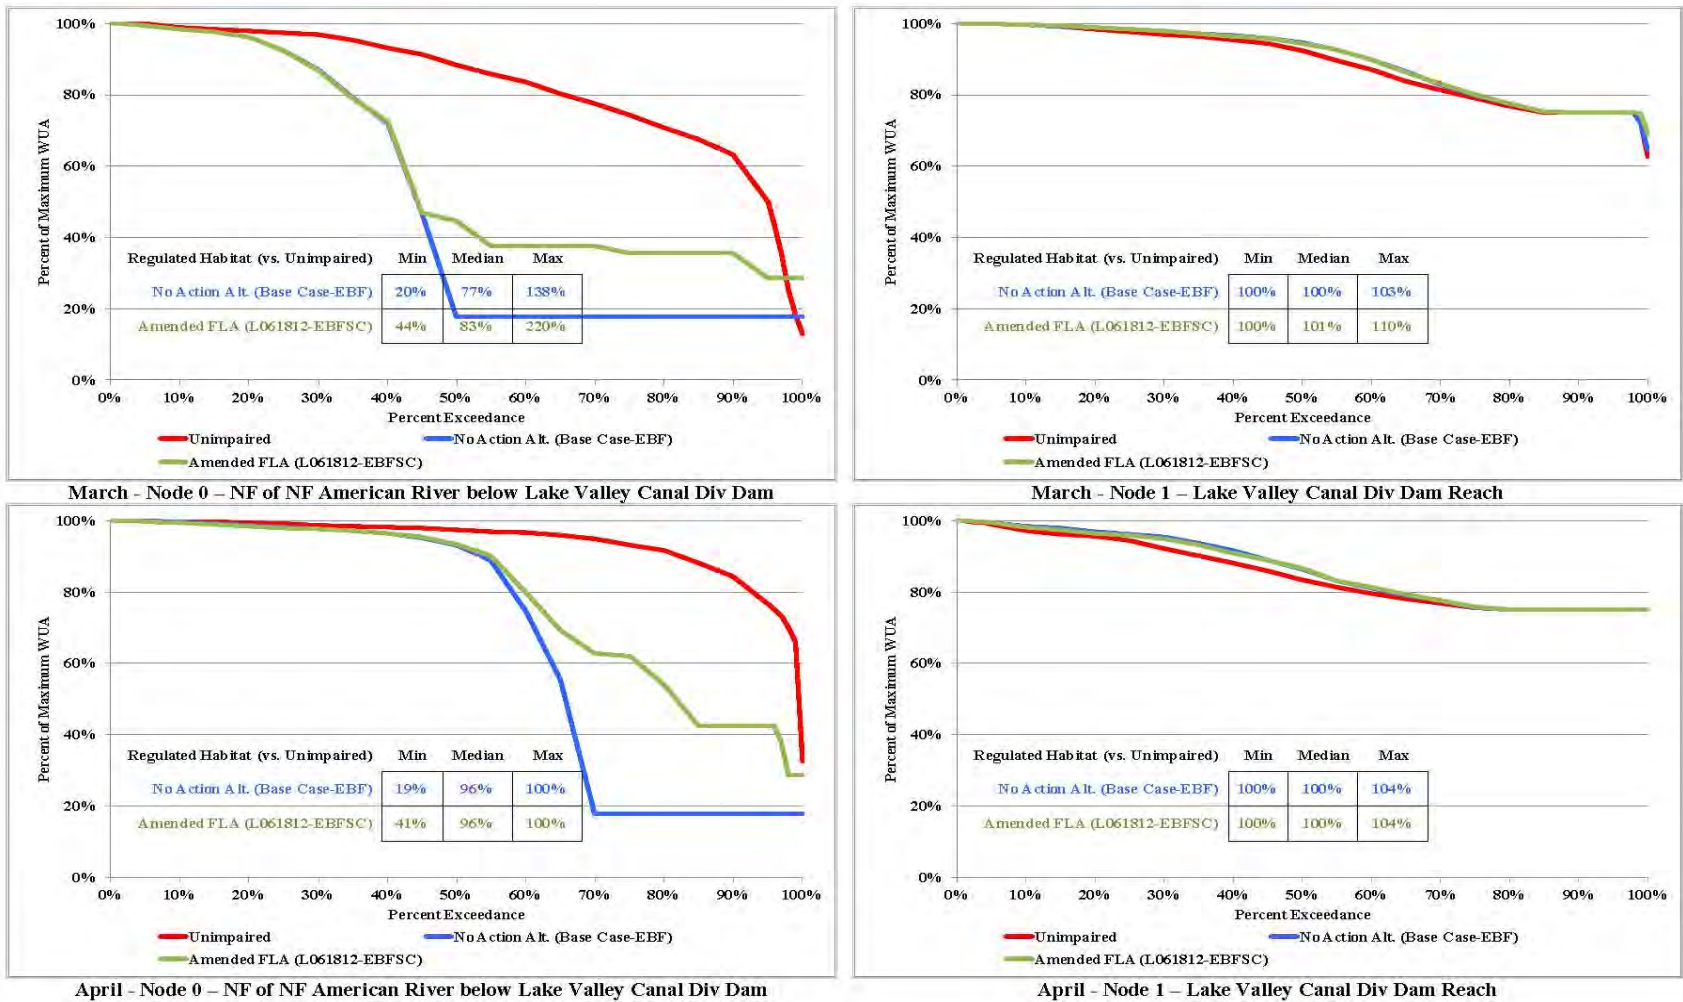 100%
80%
60%
40%
20%
0%
Percent of Maximum WUA
Regulated Habitat (vs. Unimpaired) Min Median Max
No Action Alt. (Base Case-EBF) 20% 77% 138%
Amended FLA (L061812-EBFSC) 44% 83% 220%
0% 10% 20% 30% 40% 50% 60% 70% 80% 90% 100%
Percent Exceedance
Unimpaired No Action Alt. (Base Case-EBF)
Amended FLA (L061812-EBFSC)
March - Node 0 – NF of NF American River below Lake Valley Canal Div Dam
100%
80%
60%
40%
20%
0%
Percent of Maximum WUA
Regulated Habitat (vs. Unimpaired) Min Median Max
No Action Alt. (Base Case-EBF) 100% 100% 103%
Amended FLA (L061812-EBFSC) 100% 101% 110%
0% 10% 20% 30% 40% 50% 60% 70% 80% 90% 100%
Percent Exceedance
Unimpaired No Action Alt. (Base Case-EBF)
Amended FLA (L061812-EBFSC)
March - Node 1 – Lake Valley Canal Div Dam Reach
100%
80%
60%
40%
20%
0%
Percent of Maximum WUA
Regulated Habitat (vs. Unimpaired) Min Median Max
No Action Alt. (Base Case-EBF) 19% 96% 100%
Amended FLA (L061812-EBFSC) 41% 96% 100%
0% 10% 20% 30% 40% 50% 60% 70% 80% 90% 100%
Percent Exceedance
Unimpaired No Action Alt. (Base Case-EBF)
Amended FLA (L061812-EBFSC)
April - Node 0 – NF of NF American River below Lake Valley Canal Div Dam
100%
80%
60%
40%
20%
0%
Percent of Maximum WUA
Regulated Habitat (vs. Unimpaired) Min Median Max
No Action Alt. (Base Case-EBF) 100% 100% 104%
Amended FLA (L061812-EBFSC) 100% 100% 104%
0% 10% 20% 30% 40% 50% 60% 70% 80% 90% 100%
Percent Exceedance
Unimpaired No Action Alt. (Base Case-EBF)
Amended FLA (L061812-EBFSC)
April - Node 1 – Lake Valley Canal Div Dam Reach